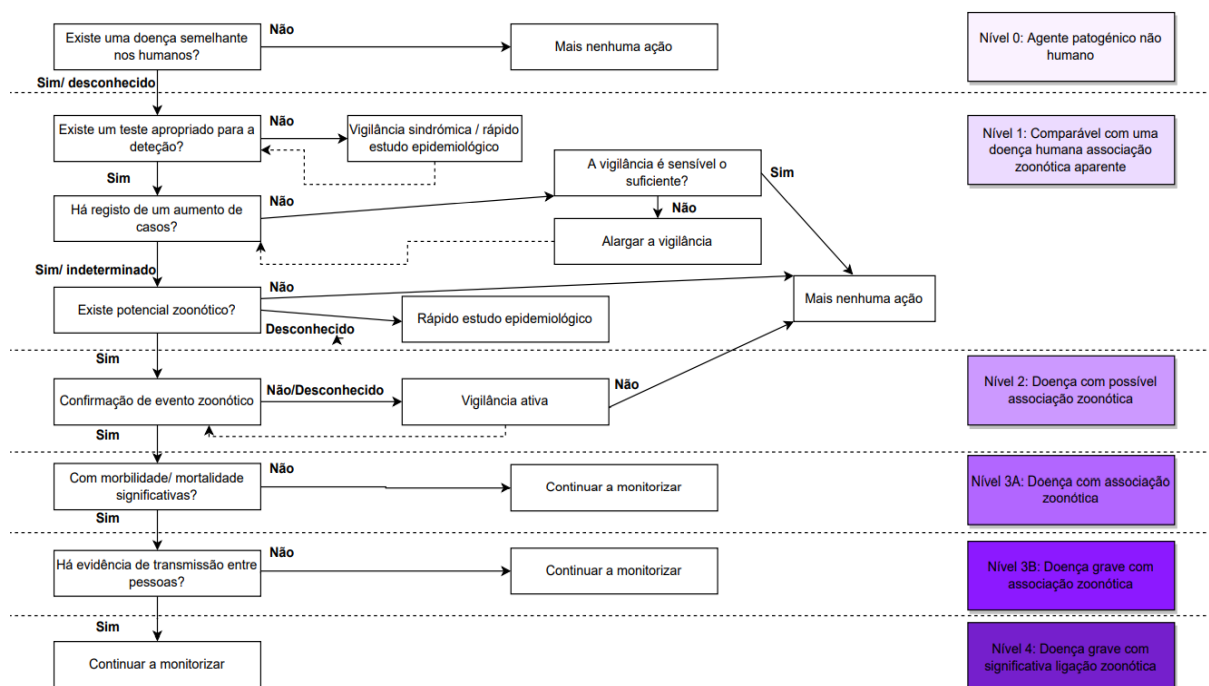 Existe uma doença semelhante
nos humanos?
Não
Mais nenhuma ação
Nível 0: Agente patogénico não
humano
Sim/ desconhecido
Existe um teste apropriado para a
deteção?
Não
Vigilância sindrómica / rápido
estudo epidemiológico
Nível 1: Comparável com uma
doença humana associação
zoonótica aparente
A vigilância é sensível o
suficiente?
Sim
Sim
Há registo de um aumento de
casos?
Não
Não
Alargar a vigilância
Sim/ indeterminado
Existe potencial zoonótico?
Não
Mais nenhuma ação
Rápido estudo epidemiológico
Desconhecido
Sim
Confirmação de evento zoonótico
Não/Desconhecido
Vigilância ativa
Não
Nível 2: Doença com possível
associação zoonótica
Sim
Com morbilidade/ mortalidade
significativas?
Não
Continuar a monitorizar
Nível 3A: Doença com associação
zoonótica
Sim
Há evidência de transmissão entre
pessoas?
Não
Continuar a monitorizar
Nível 3B: Doença grave com
associação zoonótica
Sim
Continuar a monitorizar
Nível 4: Doença grave com
significativa ligação zoonótica